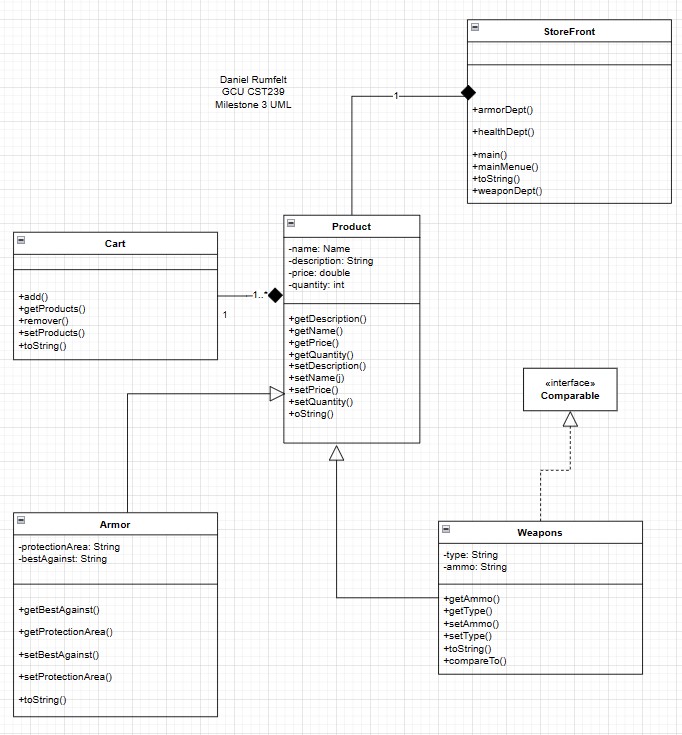 StoreFront
+armorDept()
+healthDept()
+main()
+mainMenue()
+toString()
+weaponDept()
Daniel Rumfelt
GCU CST239
Milestone 3 UML
1
Product
-name: Name
-description: String
-price: double
-quantity: int
+getDescription()
+getName()
+getPrice()
+getQuantity()
+setDescription()
+setName(j)
+setPrice()
+setQuantity()
+oString()
Cart
+add()
+getProducts()
+remover()
+setProducts()
+toString()
1..*
1
«interface»
Comparable
Armor
-protectionArea: String
-bestAgainst: String
+getBestAgainst()
+getProtectionArea()
+setBestAgainst()
+setProtectionArea()
+toString()
Weapons
-type: String
-ammo: String
+getAmmo()
+getType()
+setAmmo()
+setType()
+toString()
+compareTo()